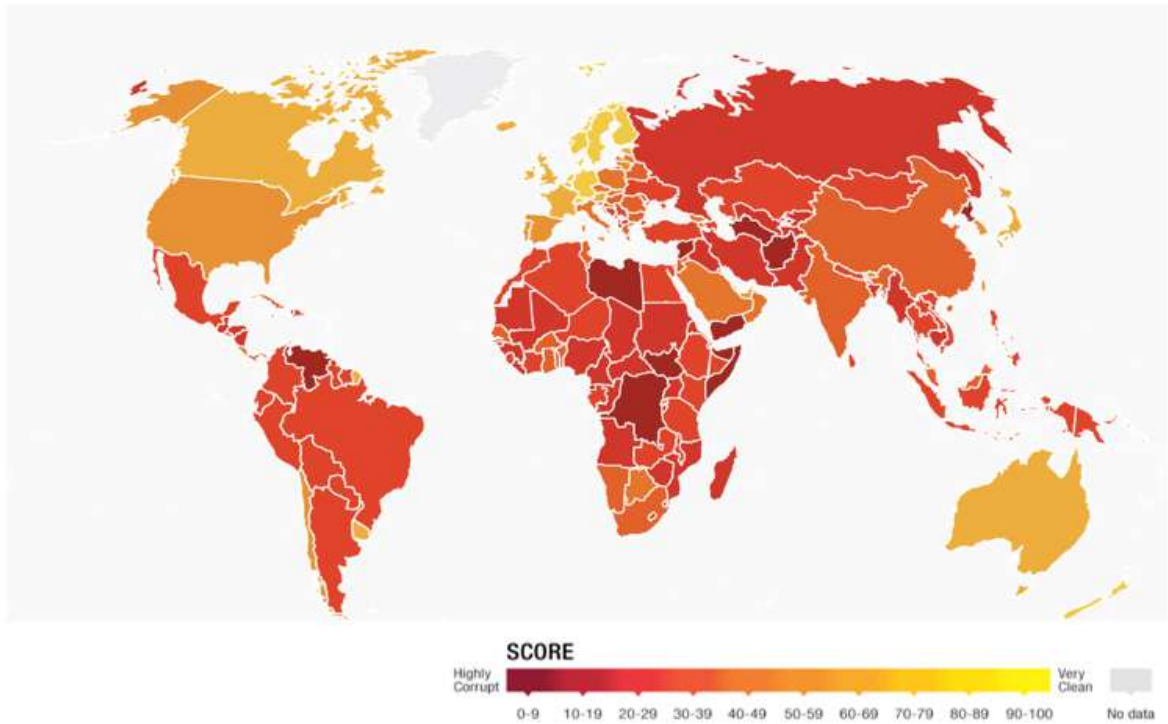 SCORE
Highly
Corrupt
Very
Clean
0-9 10-19 20-29 30-39 40-49 50-59 60-69 70-79 80-89 90-100 No data